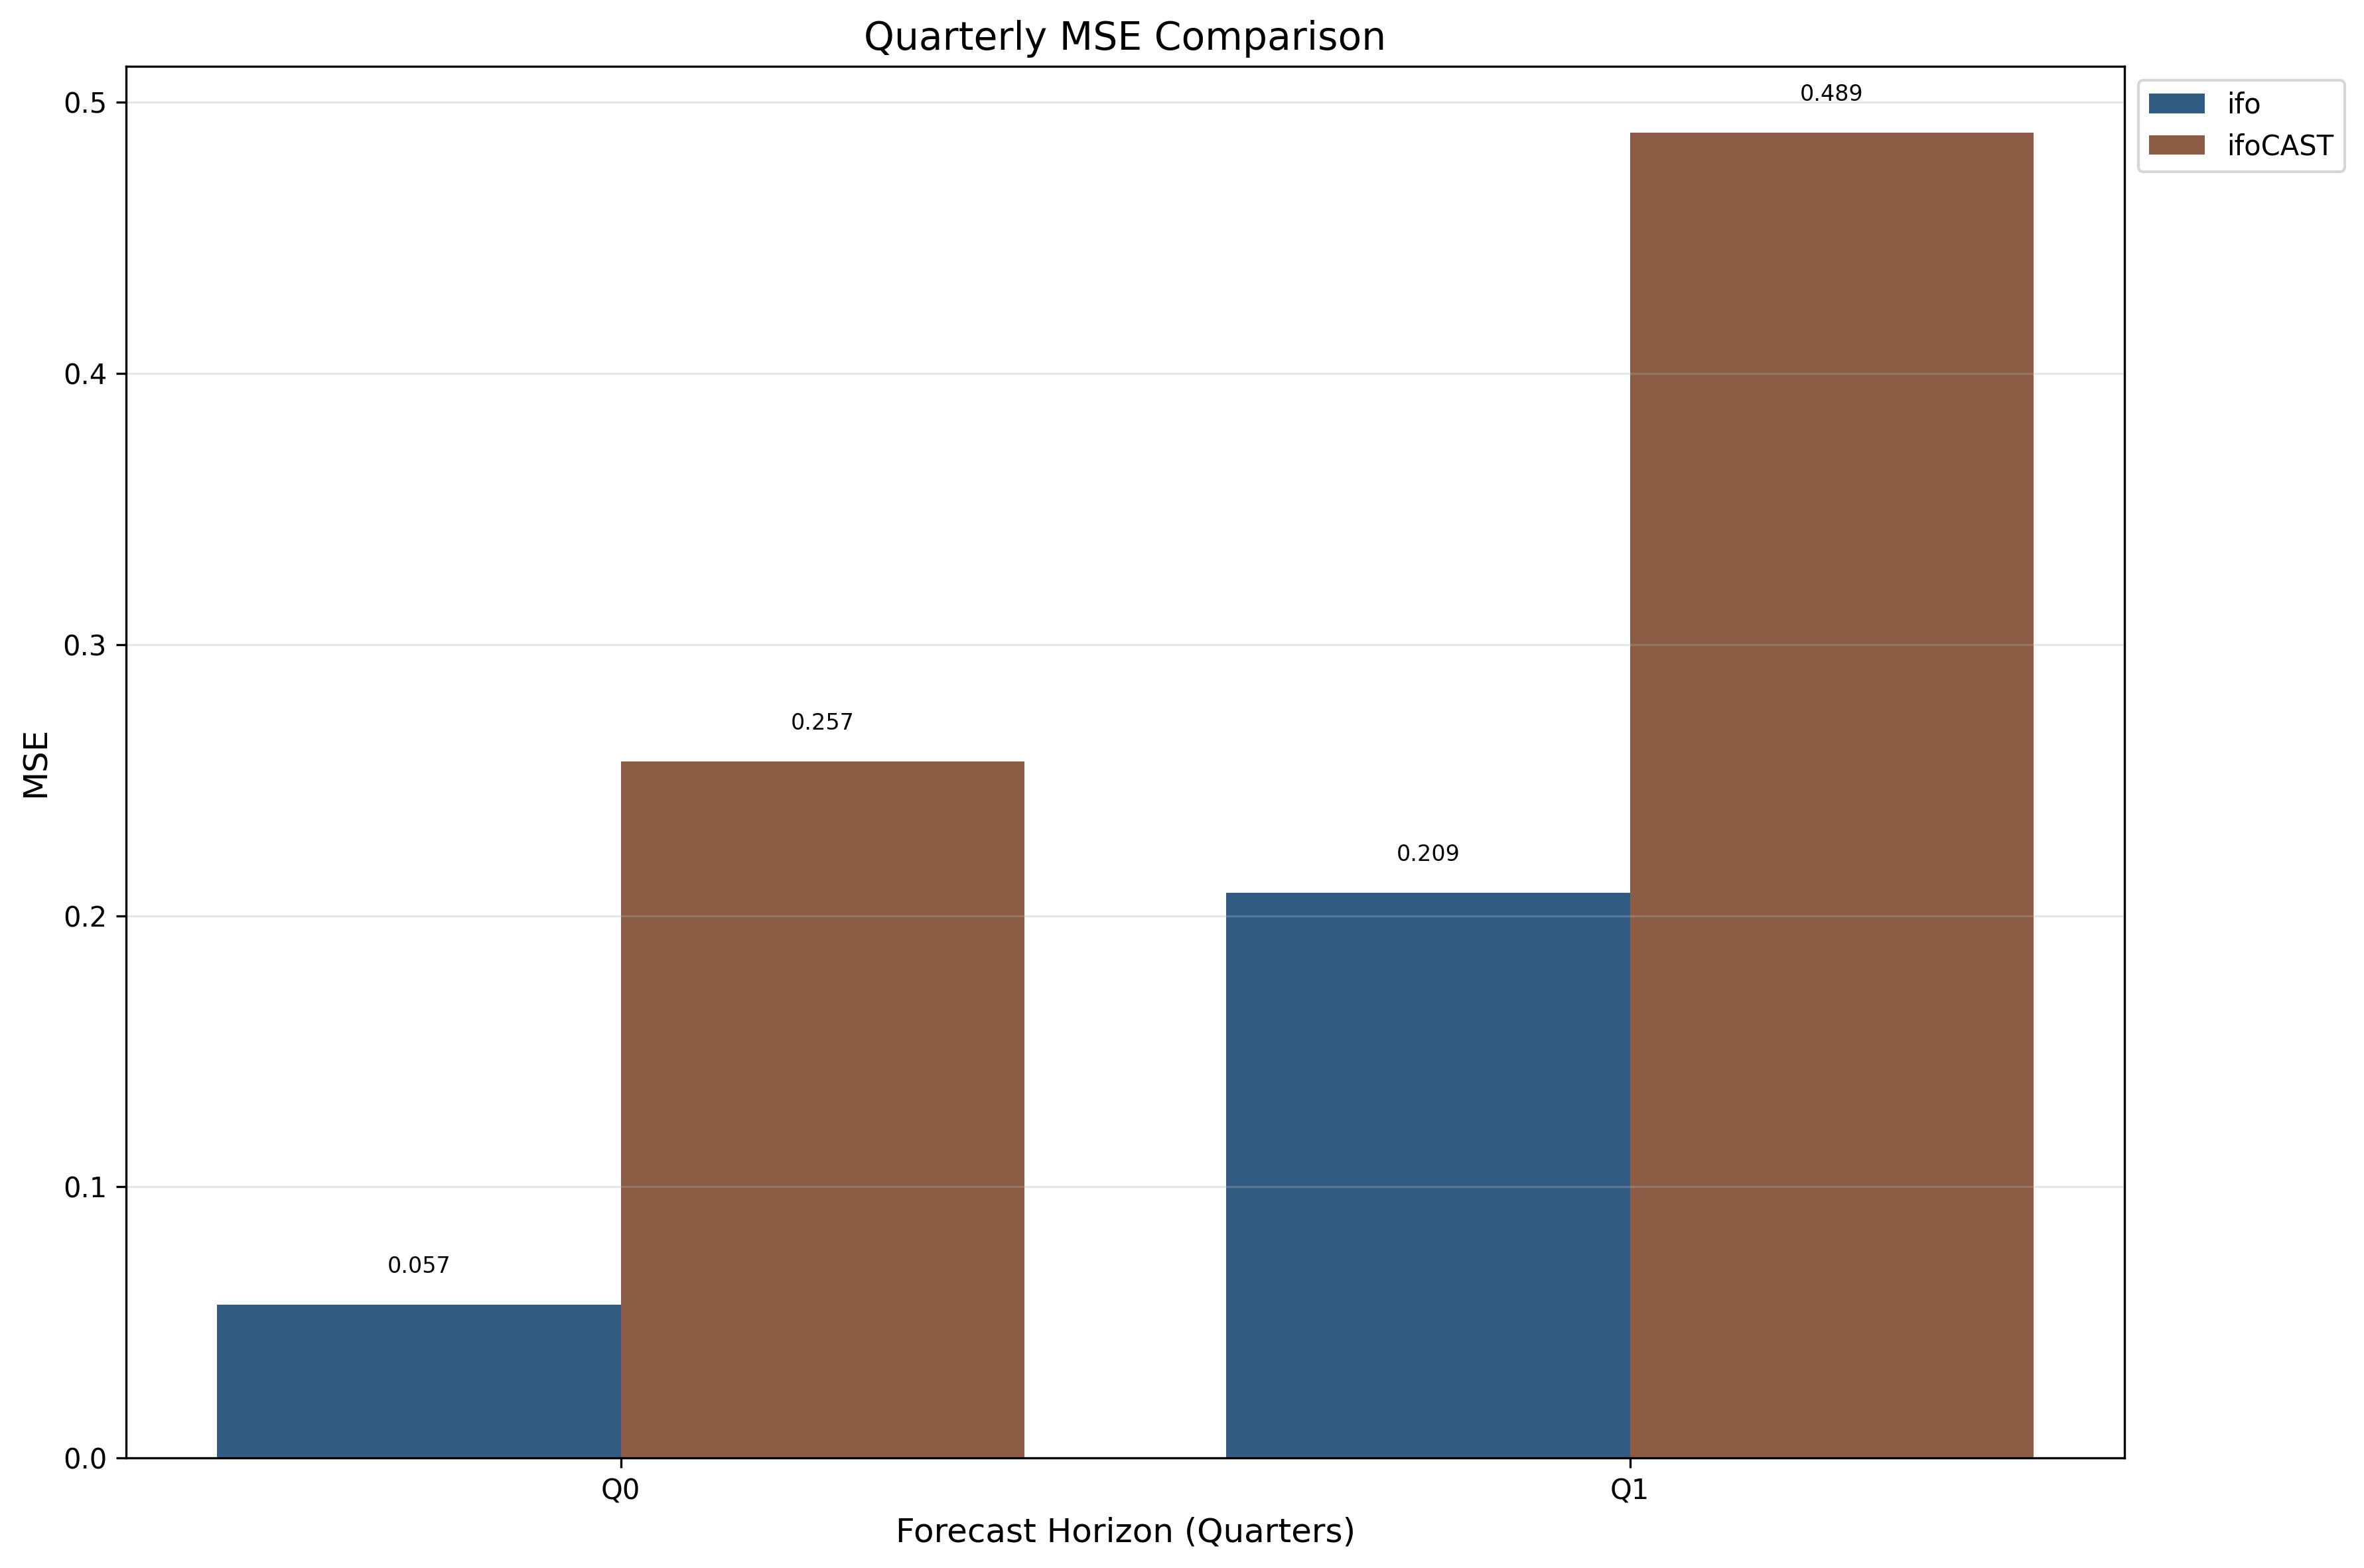 Quarterly MSE Comparison
0.5
0.4
0.3
0.2
0.1
0.0
MSE
0.057
0.257
0.209
0.489
Q0
Q1
Forecast Horizon (Quarters)
ifo
ifoCAST